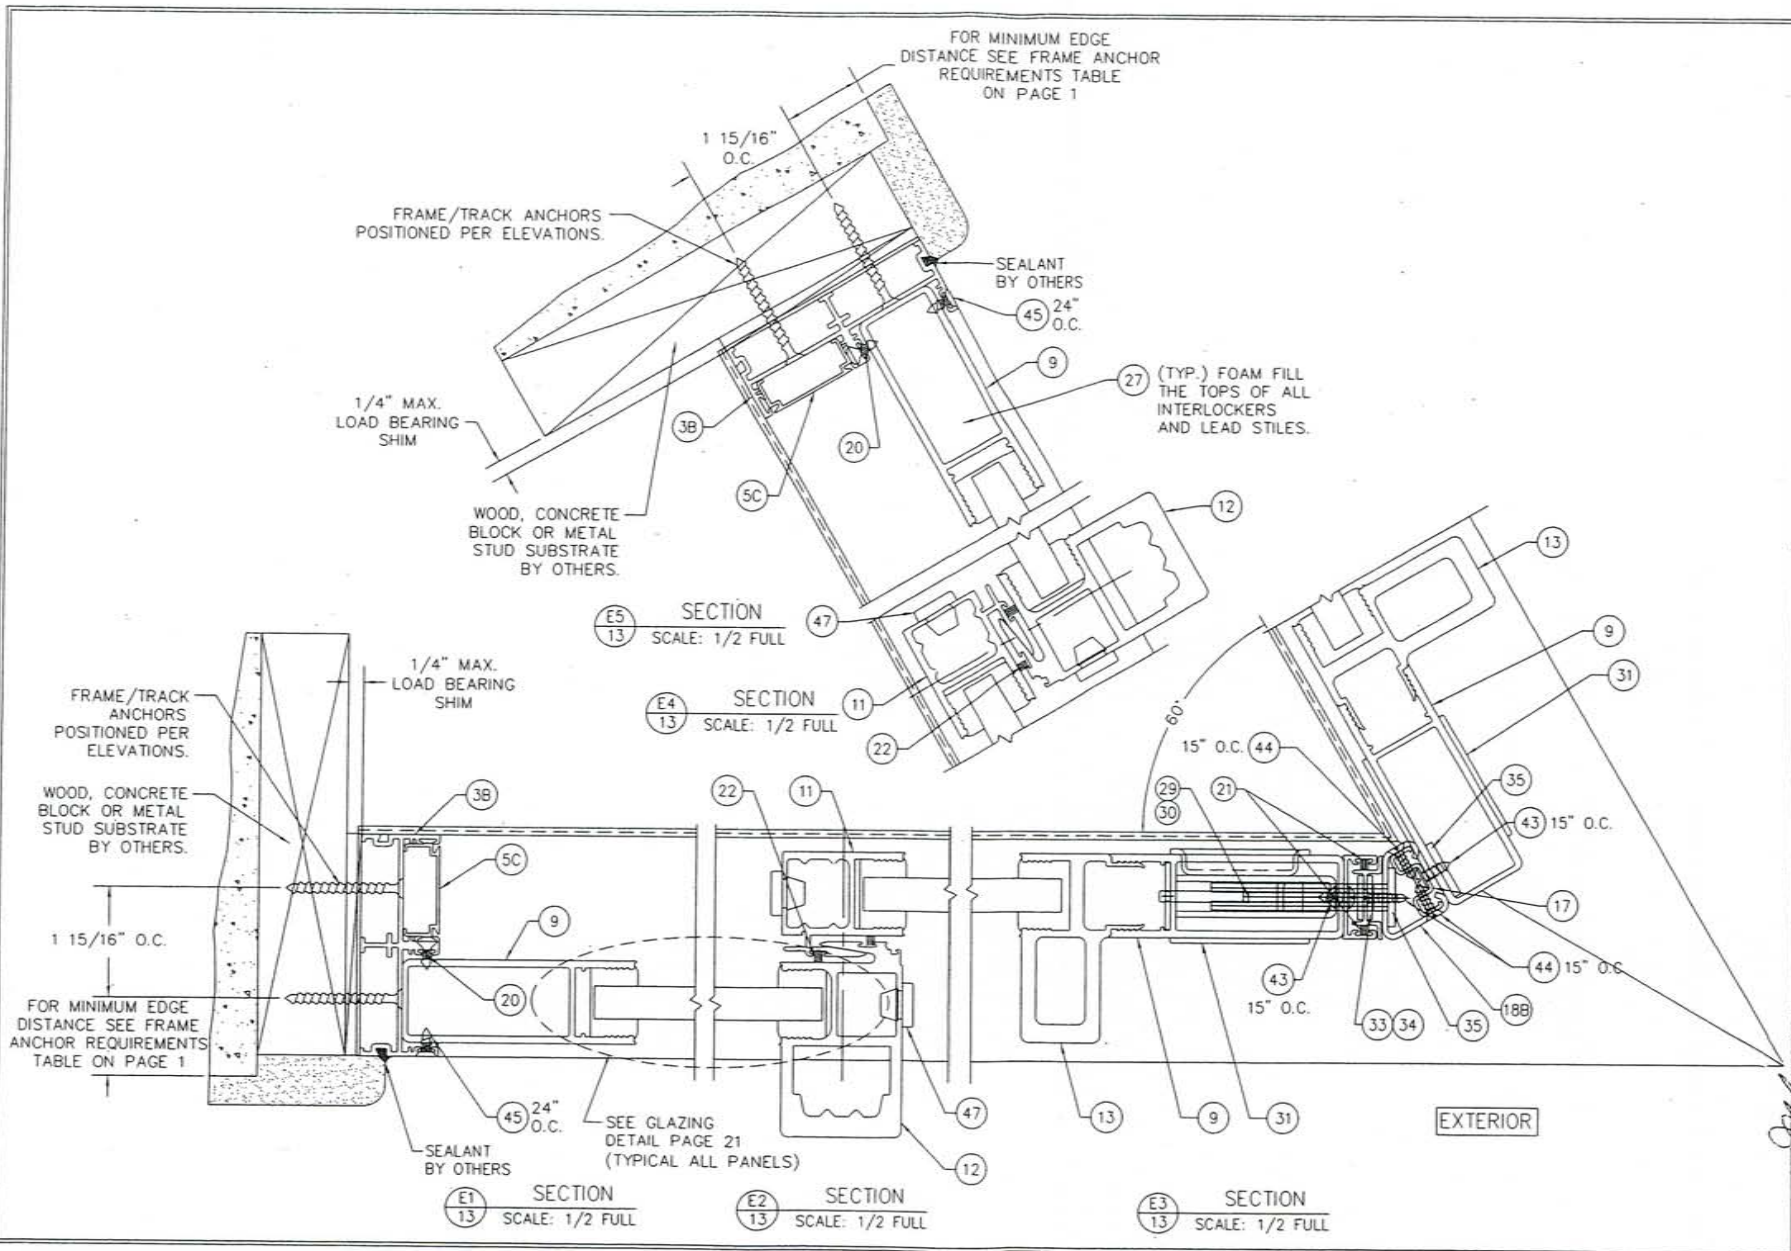 FOR MINIMUM EDGE
DISTANCE SEE FRAME ANCHOR
REQUIREMENTS TABLE
ON PAGE 1
1 15/16"
O.C.
FRAME/TRACK ANCHORS
POSITIONED PER ELEVATIONS.
SEALANT
BY OTHERS
45 24"
O.C.
9
27 (TYP.) FOAM FILL
THE TOPS OF ALL
INTERLOCKERS
AND LEAD STILES.
1/4" MAX.
LOAD BEARING
SHIM
3B
20
5C
12
WOOD, CONCRETE
BLOCK OR METAL
STUD SUBSTRATE
BY OTHERS.
13
E5
13
SECTION
SCALE: 1/2 FULL
47
9
1/4" MAX.
LOAD BEARING
SHIM
31
FRAME/TRACK
ANCHORS
POSITIONED PER
ELEVATIONS.
E4
13
SECTION
SCALE: 1/2 FULL
11
60°
22
15" O.C. 44
WOOD, CONCRETE
BLOCK OR METAL
STUD SUBSTRATE
BY OTHERS.
3B
22
11
29
30
21
35
43 15" O.C.
5C
9
17
1 15/16" O.C.
20
43
15" O.C.
44 15" O.C
FOR MINIMUM EDGE
DISTANCE SEE FRAME
ANCHOR REQUIREMENTS
TABLE ON PAGE 1
33 34
35
18B
45 24"
O.C.
SEE GLAZING
DETAIL PAGE 21
(TYPICAL ALL PANELS)
47
13
9
31
EXTERIOR
SEALANT
BY OTHERS
12
E1
13
SECTION
SCALE: 1/2 FULL
E2
13
SECTION
SCALE: 1/2 FULL
E3
13
SECTION
SCALE: 1/2 FULL